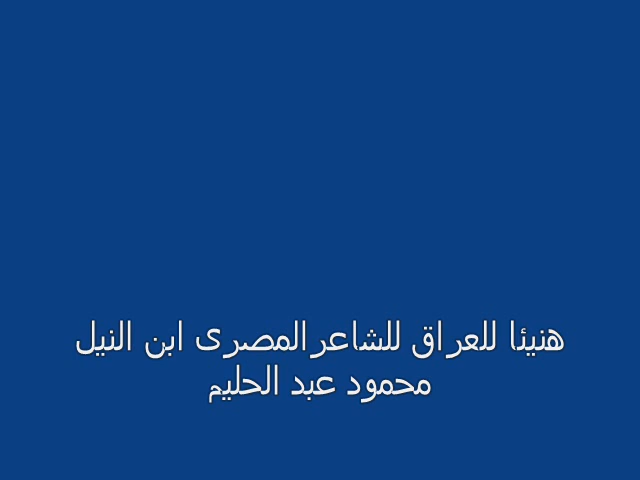 هنيئا للعراق للشاعرالمصرى ابن النيل
محمود عبد الحليم